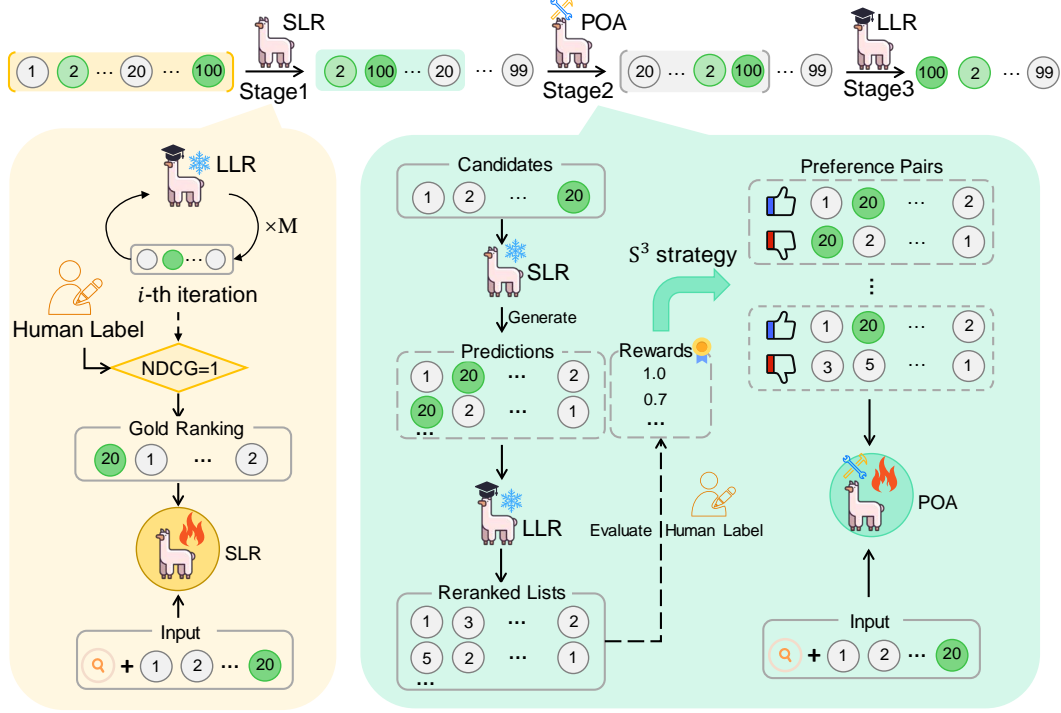 SLR
POA
LLR
1 2 ... 20 ... 100
Stage1
2 100 ... 20 ... 99
Stage2
20 ... 2 100 ... 99
Stage3
100 2 ... 99
LLR
×M
...
i-th iteration
Human Label
NDCG=1
Gold Ranking
20 1 ... 2
SLR
Input
+ 1 2 ... 20
Candidates
1 2 ... 20
SLR
Generate
Predictions
1 20 ... 2
20 2 ... 1
...
Rewards
1.0
0.7
...
LLR
Evaluate
Human Label
Reranked Lists
1 3 ... 2
5 2 ... 1
...
S³ strategy
Preference Pairs
1 20 ... 2
20 2 ... 1
...
1 20 ... 2
3 5 ... 1
POA
Input
+ 1 2 ... 20